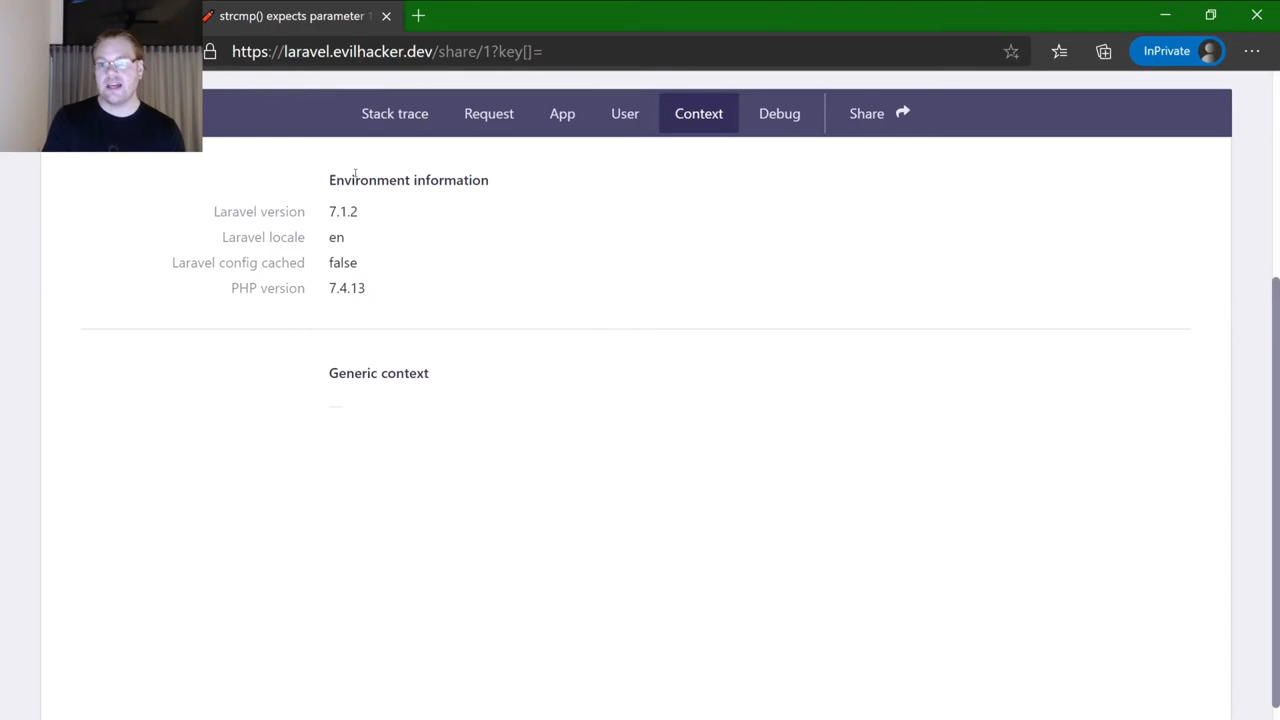 strcmp() expects parameter 1
https://laravel.evilhacker.dev/share/1?key[]=
InPrivate
Stack trace
Request
App
User
Context
Debug
Share
Environment information
Laravel version 7.1.2
Laravel locale en
Laravel config cached false
PHP version 7.4.13
Generic context